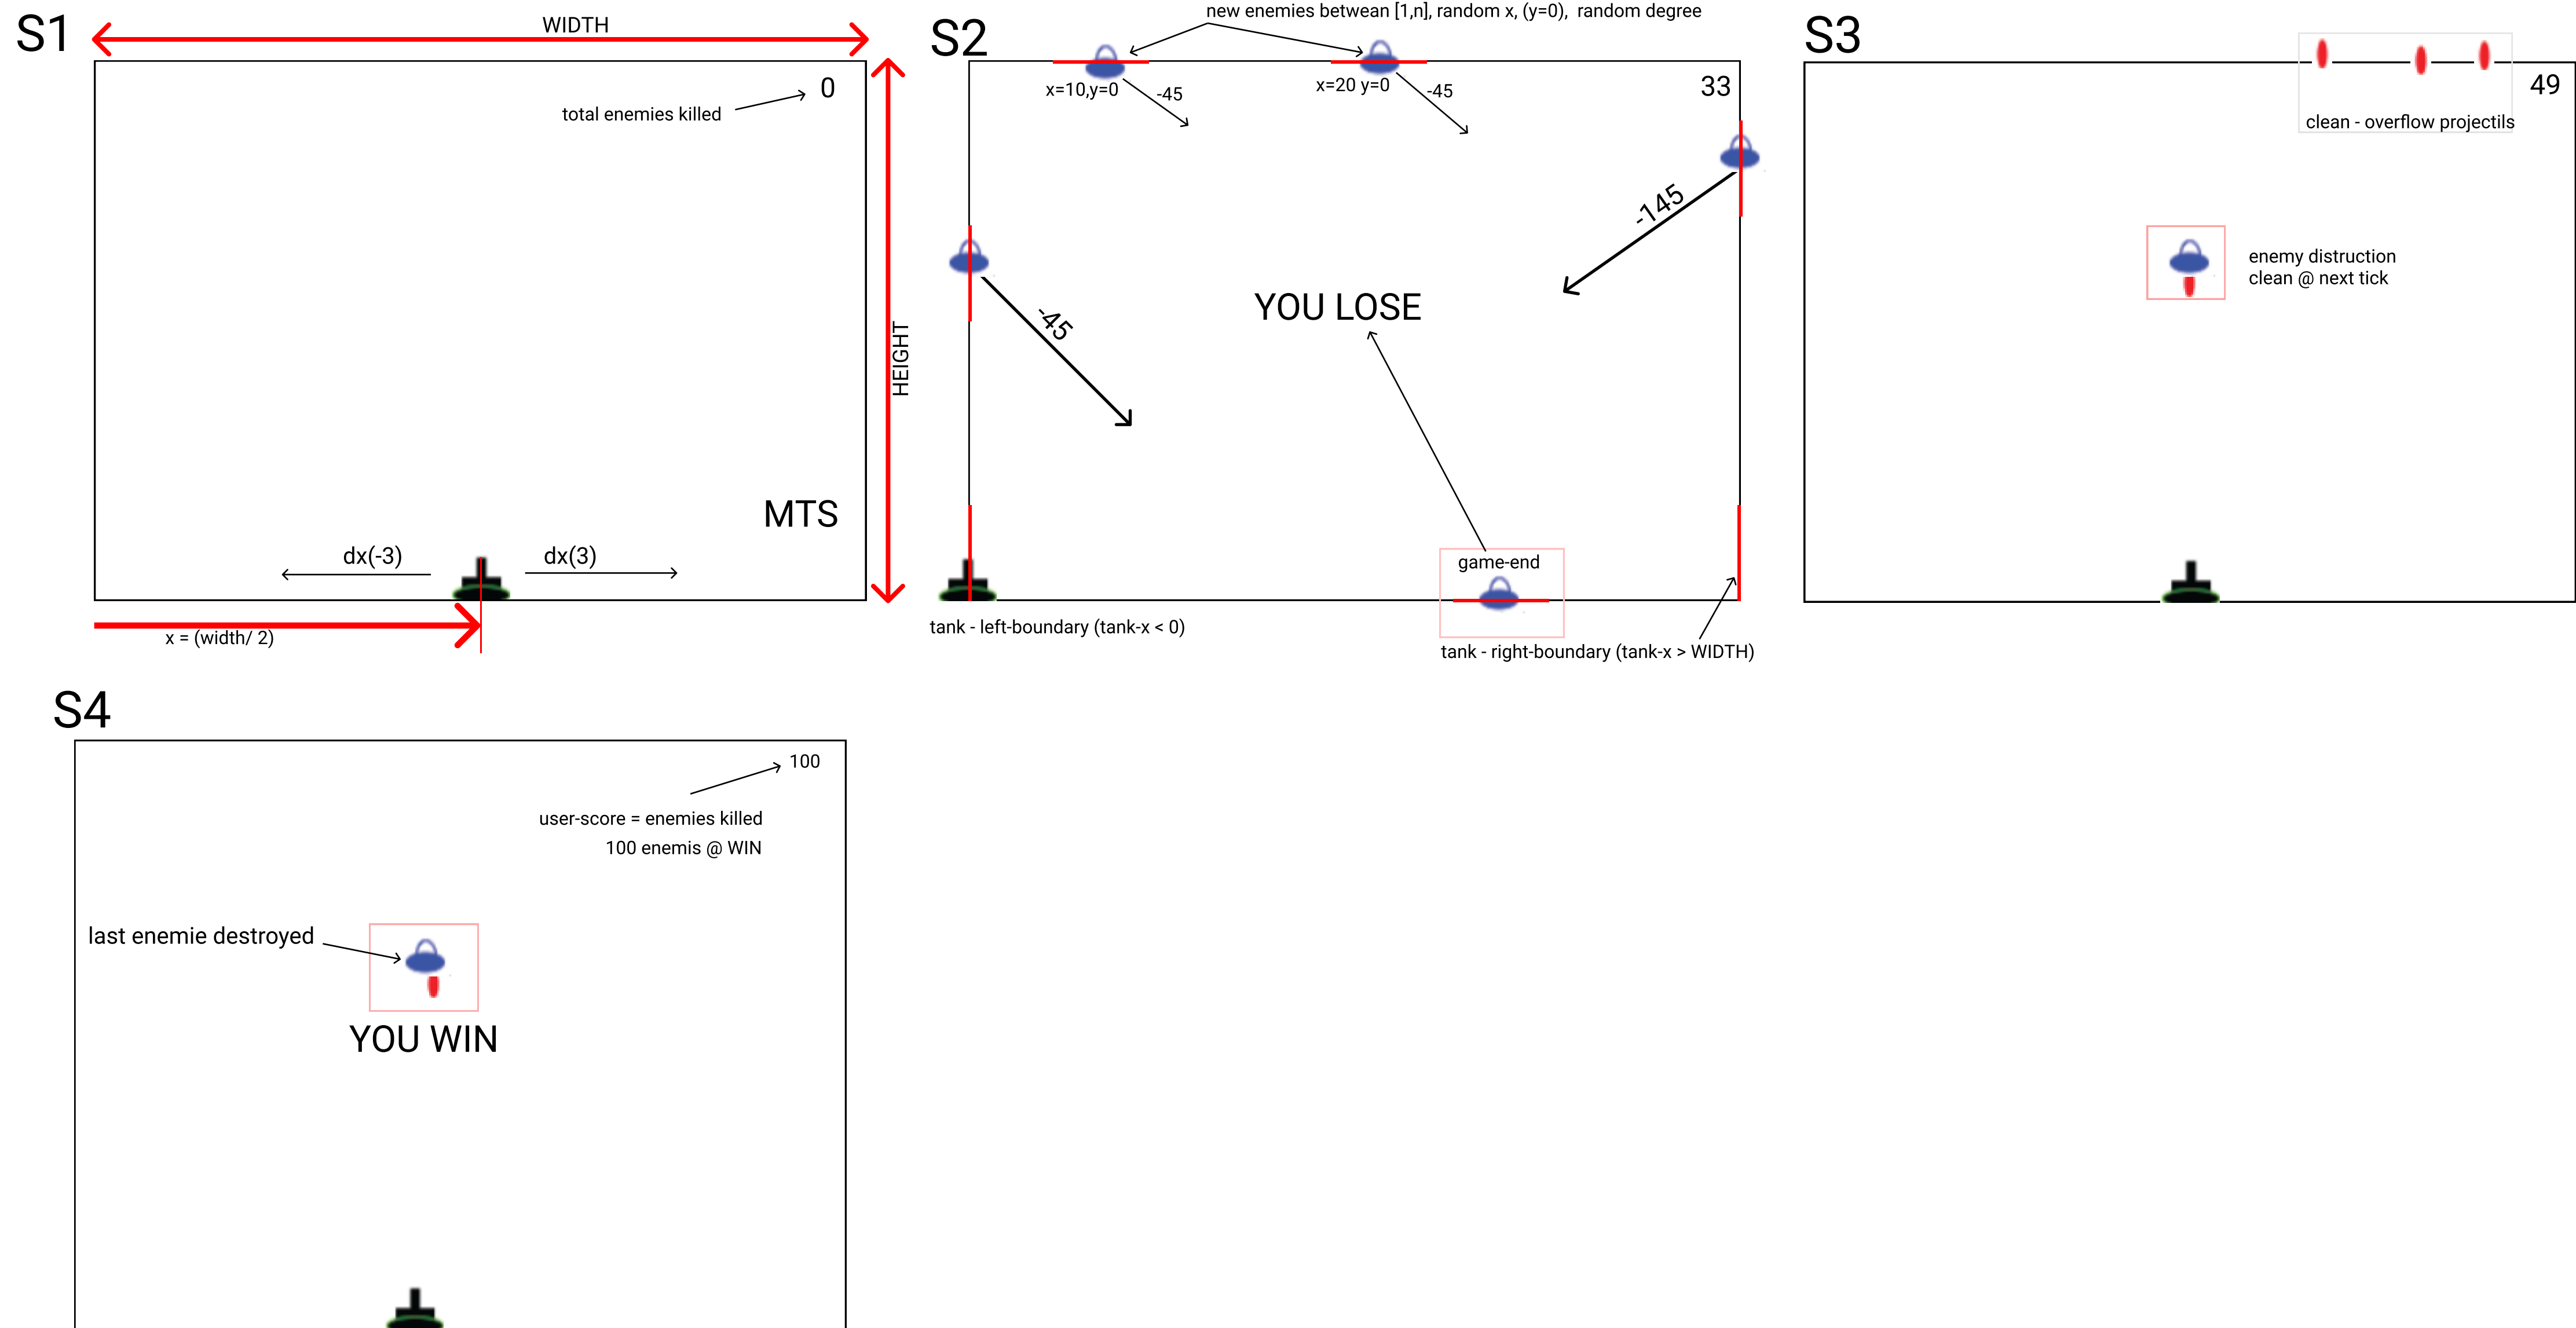 S1
WIDTH
0
total enemies killed
HEIGHT
MTS
dx(-3)
dx(3)
x = (width/ 2)
S2
new enemies betwean [1,n], random x, (y=0),  random degree
x=10,y=0
-45
x=20 y=0
-45
33
-145
-45
YOU LOSE
game-end
tank - left-boundary (tank-x < 0)
tank - right-boundary (tank-x > WIDTH)
S3
49
clean - overflow projectils
enemy distruction
clean @ next tick
S4
100
user-score = enemies killed
100 enemis @ WIN
last enemie destroyed
YOU WIN